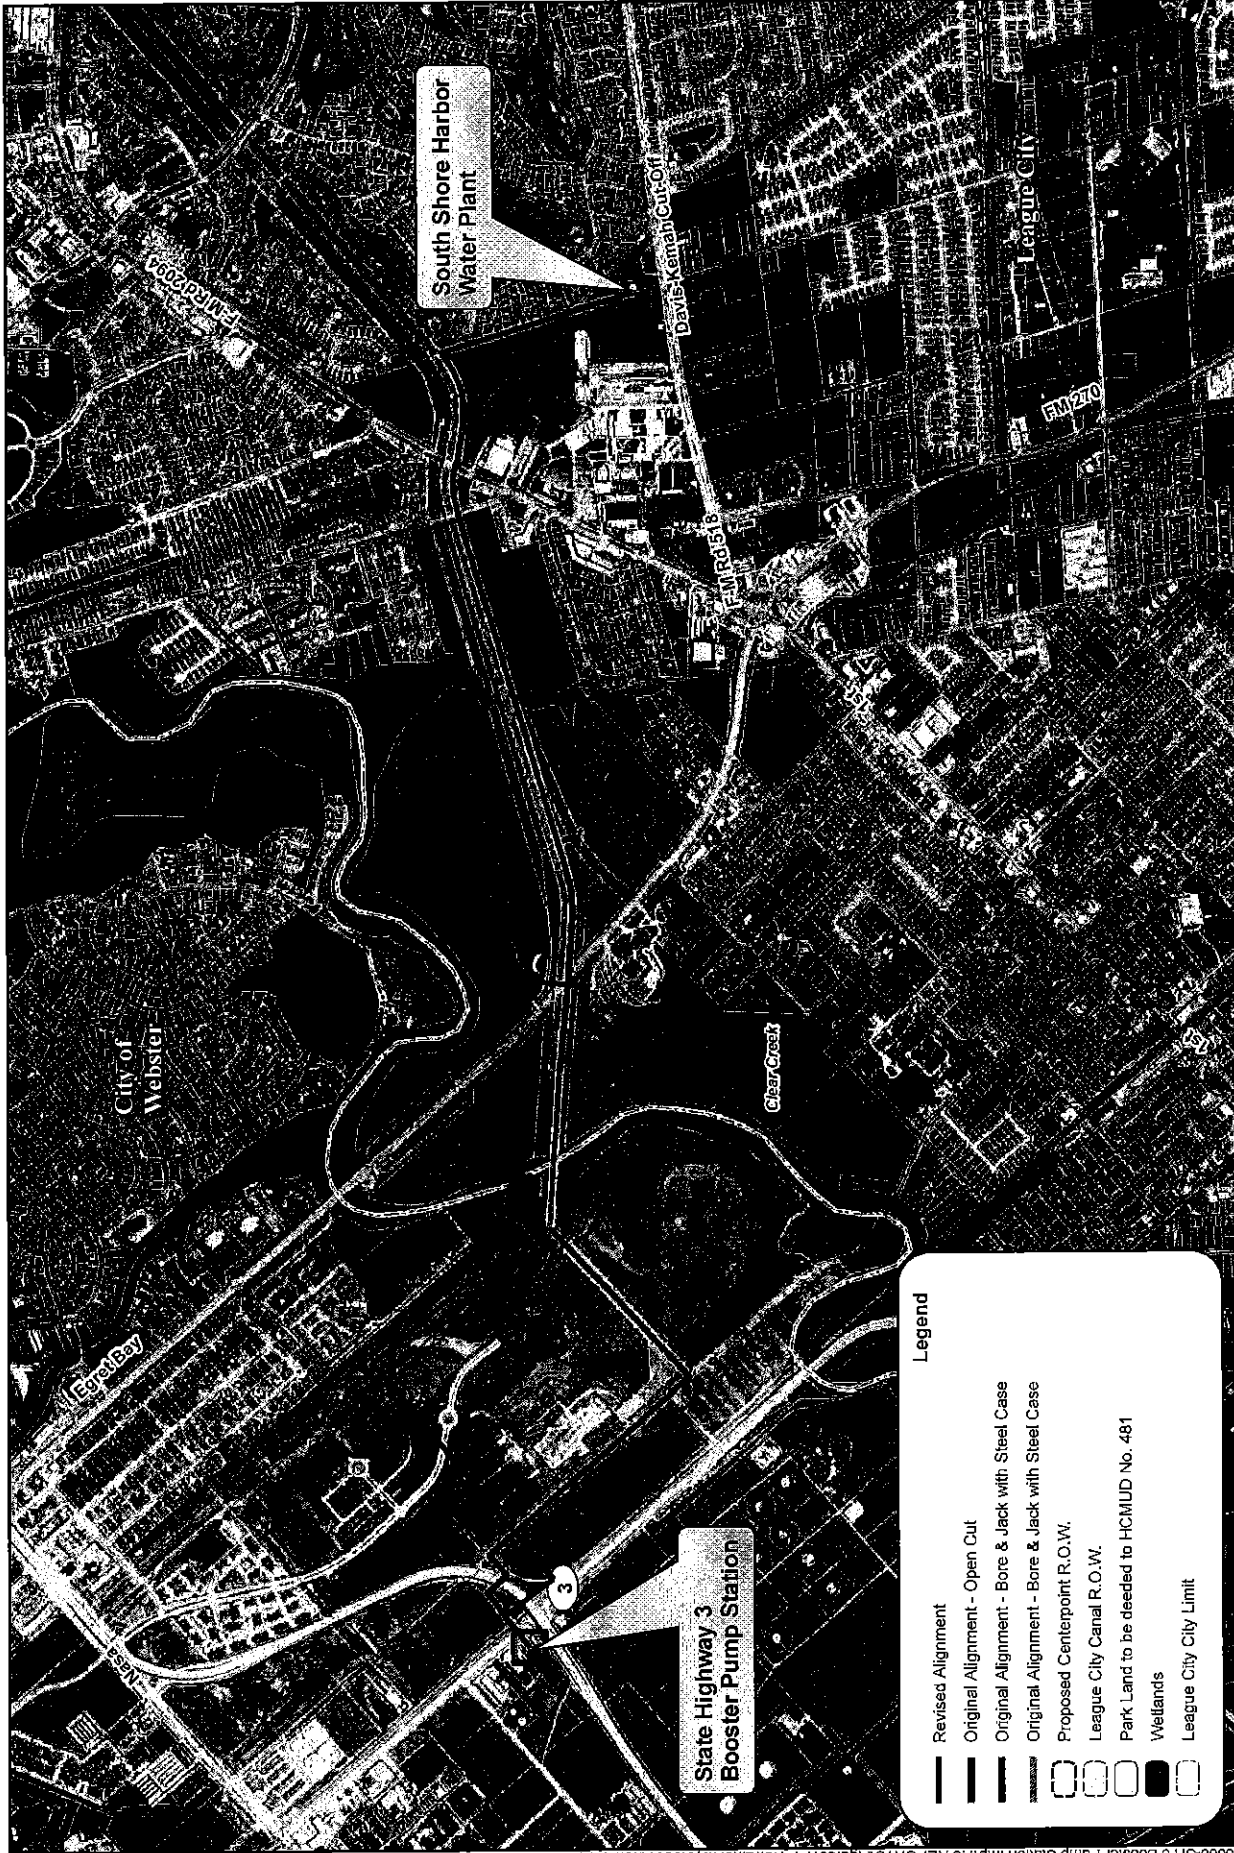 South Shore Harbor
Water Plant
FM Rd 2094
Davis-Kemah Cut-Off
League City
FM 270
FM Rd 518
City of
Webster
Clear Creek
1st
Egret Bay
Nasa
3
State Highway 3
Booster Pump Station
Legend
Revised Alignment
Original Alignment - Open Cut
Original Alignment - Bore & Jack with Steel Case
Original Alignment - Bore & Jack with Steel Case
Proposed Centerpoint R.O.W.
League City Canal R.O.W.
Park Land to be deeded to HCMUD No. 481
Wetlands
League City City Limit